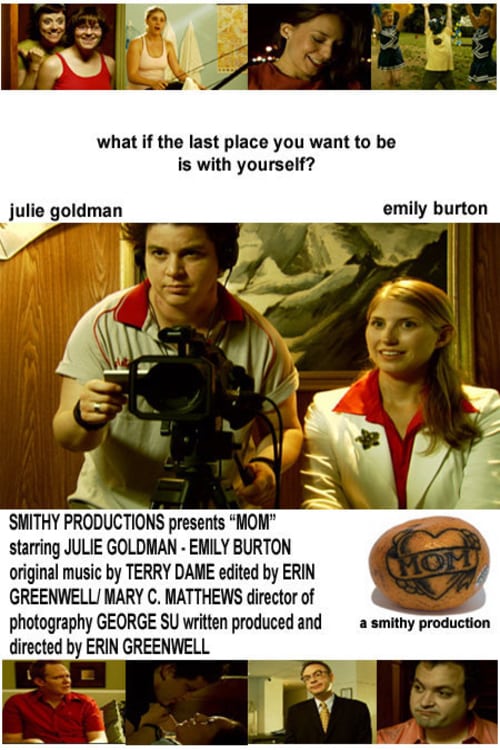 what if the last place you want to be
is with yourself?
julie goldman
emily burton
SMITHY PRODUCTIONS presents “MOM”
starring JULIE GOLDMAN - EMILY BURTON
original music by TERRY DAME edited by ERIN
GREENWELL/ MARY C. MATTHEWS director of
photography GEORGE SU written produced and
directed by ERIN GREENWELL
MOM
a smithy production